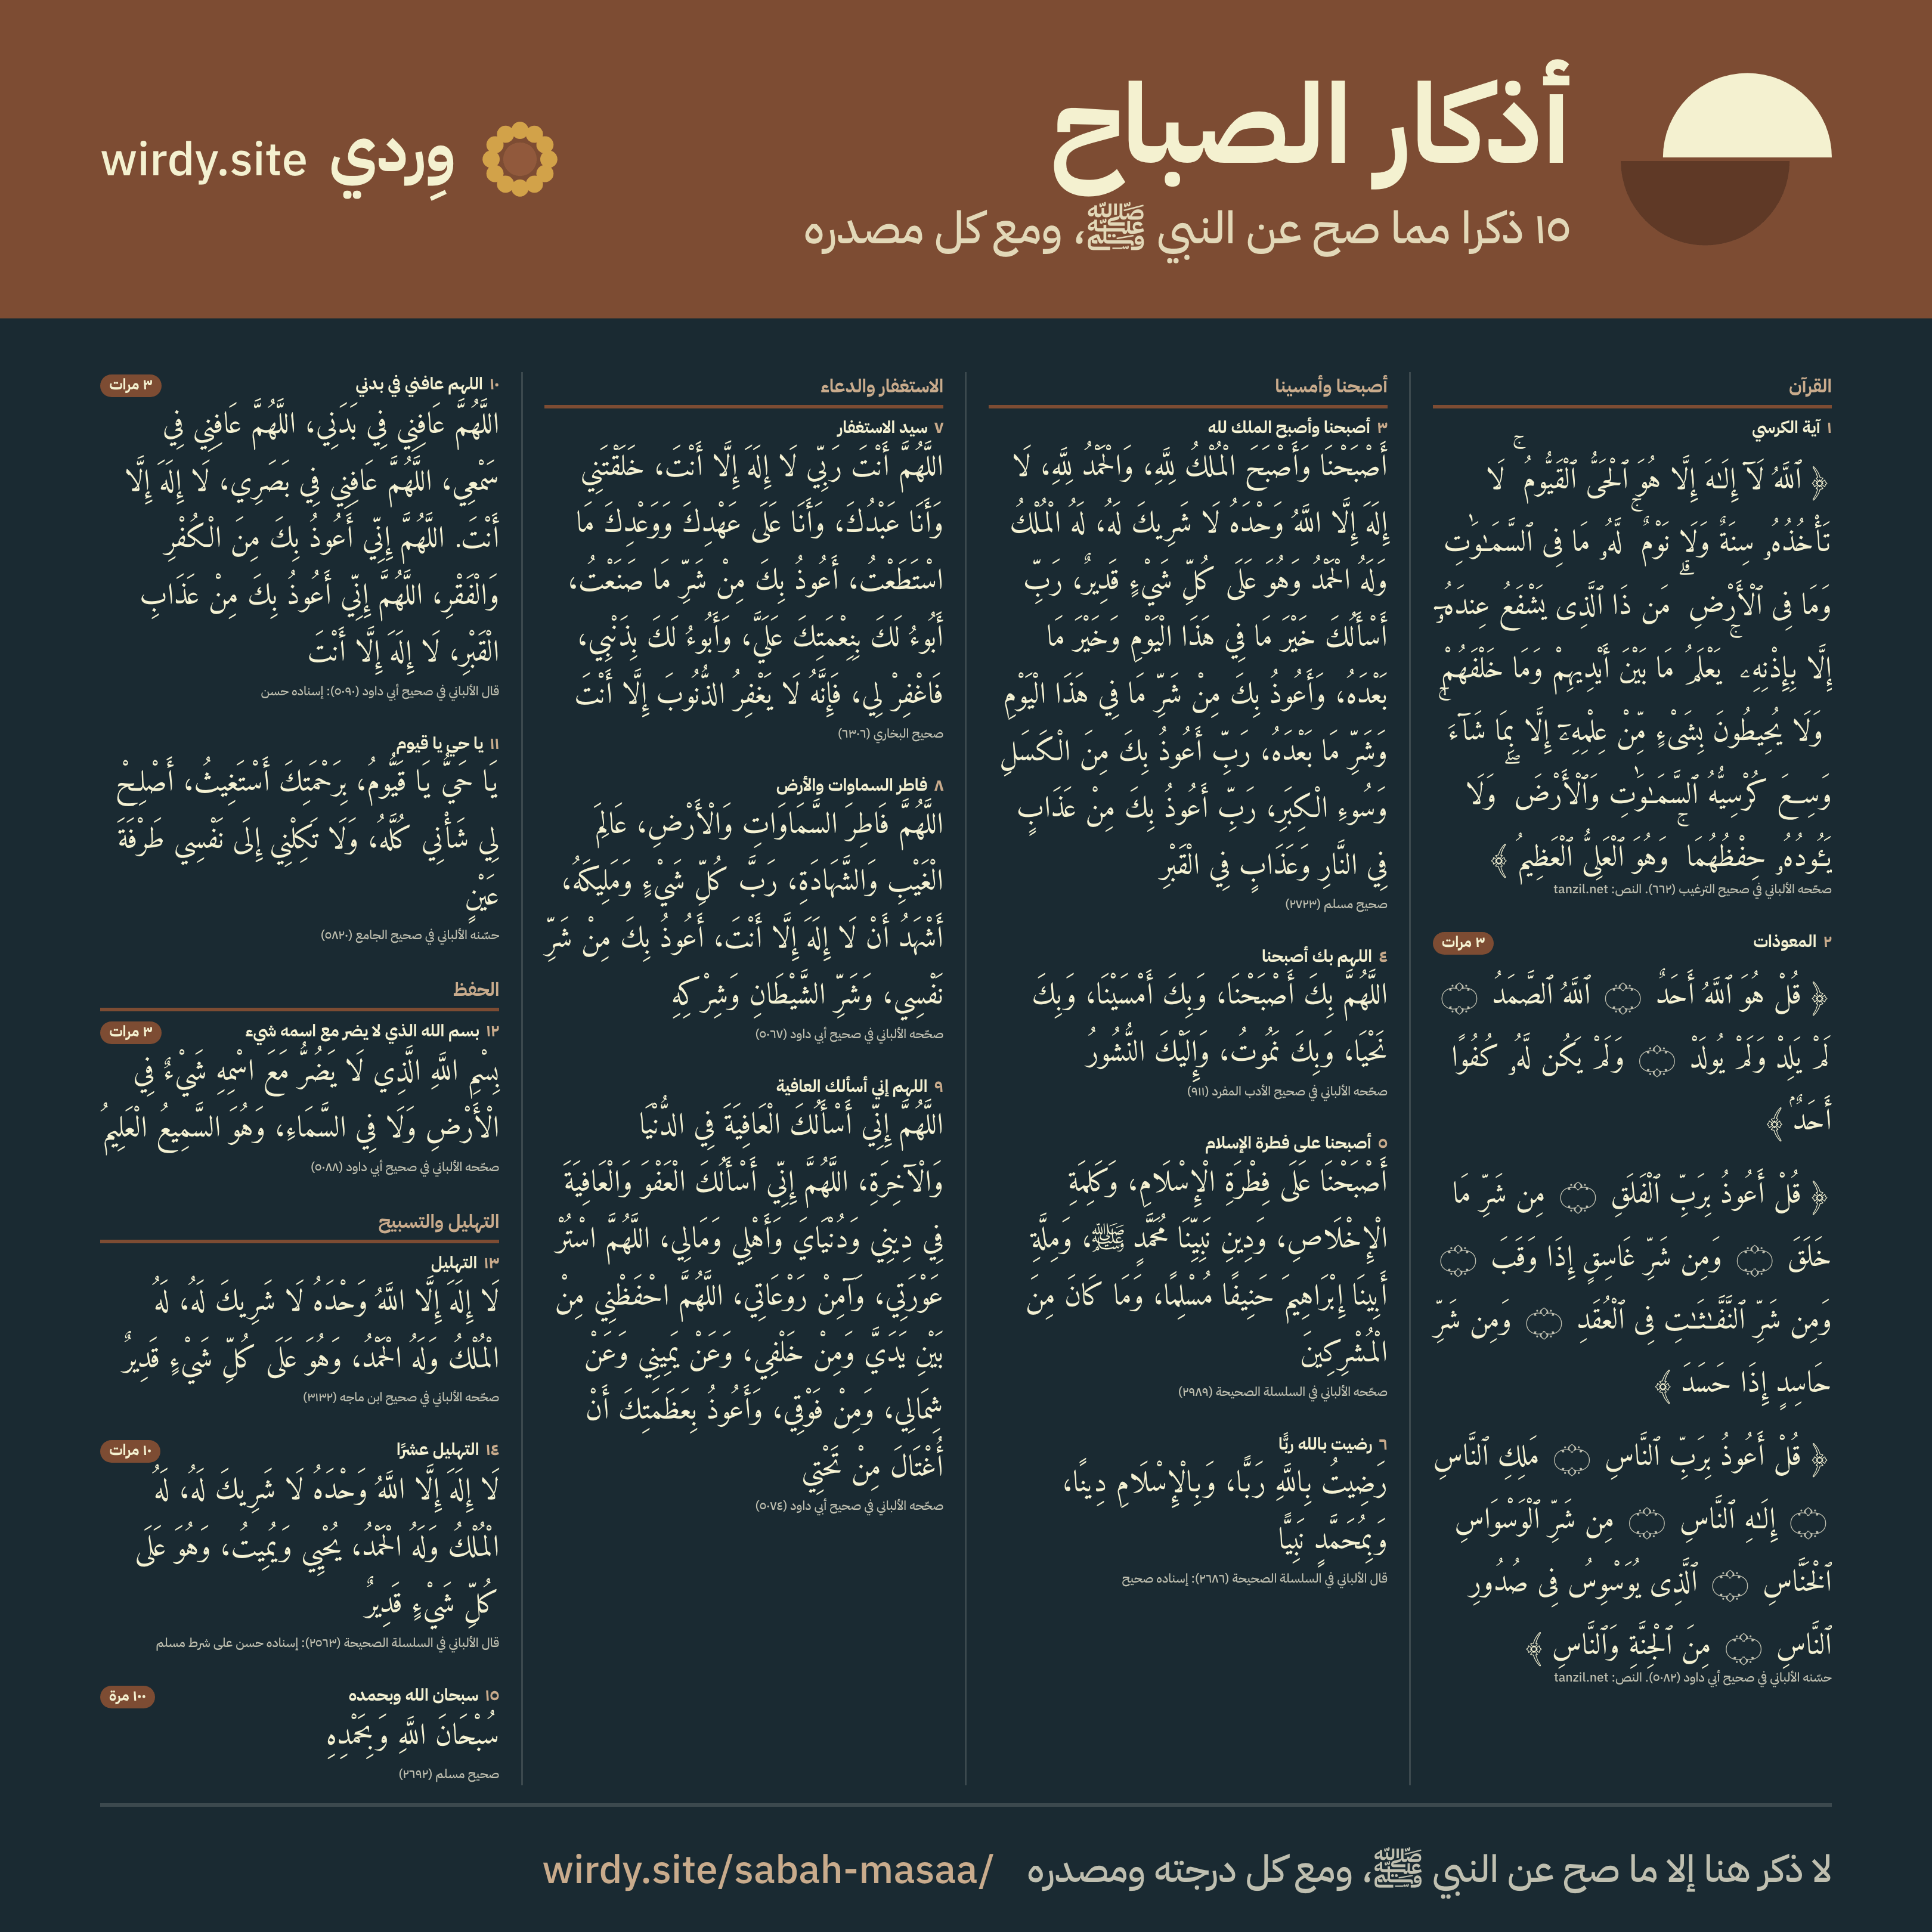 أذكار الصباح
١٥ ذكرا مما صح عن النبي ﷺ، ومع كل مصدره
وِردي wirdy.site
القرآن
١ آية الكرسي
﴿ ٱللَّهُ لَآ إِلَـٰهَ إِلَّا هُوَ ٱلْحَىُّ ٱلْقَيُّومُ ۚ لَا
تَأْخُذُهُۥ سِنَةٌ وَلَا نَوْمٌ ۚ لَّهُۥ مَا فِى ٱلسَّمَـٰوَٰتِ
وَمَا فِى ٱلْأَرْضِ ۗ مَن ذَا ٱلَّذِى يَشْفَعُ عِندَهُۥٓ
إِلَّا بِإِذْنِهِۦ ۚ يَعْلَمُ مَا بَيْنَ أَيْدِيهِمْ وَمَا خَلْفَهُمْ ۖ
وَلَا يُحِيطُونَ بِشَىْءٍ مِّنْ عِلْمِهِۦٓ إِلَّا بِمَا شَآءَ ۚ
وَسِعَ كُرْسِيُّهُ ٱلسَّمَـٰوَٰتِ وَٱلْأَرْضَ ۖ وَلَا
يَـُٔودُهُۥ حِفْظُهُمَا ۚ وَهُوَ ٱلْعَلِىُّ ٱلْعَظِيمُ ﴾
صححه الألباني في صحيح الترغيب (٦٦٢). النص: tanzil.net
٢ المعوذات
٣ مرات
﴿ قُلْ هُوَ ٱللَّهُ أَحَدٌ ۝ ٱللَّهُ ٱلصَّمَدُ ۝
لَمْ يَلِدْ وَلَمْ يُولَدْ ۝ وَلَمْ يَكُن لَّهُۥ كُفُوًا
أَحَدٌۢ ﴾
﴿ قُلْ أَعُوذُ بِرَبِّ ٱلْفَلَقِ ۝ مِن شَرِّ مَا
خَلَقَ ۝ وَمِن شَرِّ غَاسِقٍ إِذَا وَقَبَ ۝
وَمِن شَرِّ ٱلنَّفَّـٰثَـٰتِ فِى ٱلْعُقَدِ ۝ وَمِن شَرِّ
حَاسِدٍ إِذَا حَسَدَ ﴾
﴿ قُلْ أَعُوذُ بِرَبِّ ٱلنَّاسِ ۝ مَلِكِ ٱلنَّاسِ
۝ إِلَـٰهِ ٱلنَّاسِ ۝ مِن شَرِّ ٱلْوَسْوَاسِ
ٱلْخَنَّاسِ ۝ ٱلَّذِى يُوَسْوِسُ فِى صُدُورِ
ٱلنَّاسِ ۝ مِنَ ٱلْجِنَّةِ وَٱلنَّاسِ ﴾
حسّنه الألباني في صحيح أبي داود (٥٠٨٢). النص: tanzil.net
أصبحنا وأمسينا
٣ أصبحنا وأصبح الملك لله
أَصْبَحْنَا وَأَصْبَحَ الْمُلْكُ لِلَّهِ، وَالْحَمْدُ لِلَّهِ، لَا
إِلَهَ إِلَّا اللَّهُ وَحْدَهُ لَا شَرِيكَ لَهُ، لَهُ الْمُلْكُ
وَلَهُ الْحَمْدُ وَهُوَ عَلَى كُلِّ شَيْءٍ قَدِيرٌ، رَبِّ
أَسْأَلُكَ خَيْرَ مَا فِي هَذَا الْيَوْمِ وَخَيْرَ مَا
بَعْدَهُ، وَأَعُوذُ بِكَ مِنْ شَرِّ مَا فِي هَذَا الْيَوْمِ
وَشَرِّ مَا بَعْدَهُ، رَبِّ أَعُوذُ بِكَ مِنَ الْكَسَلِ
وَسُوءِ الْكِبَرِ، رَبِّ أَعُوذُ بِكَ مِنْ عَذَابٍ
فِي النَّارِ وَعَذَابٍ فِي الْقَبْرِ
صحيح مسلم (٢٧٢٣)
٤ اللهم بك أصبحنا
اللَّهُمَّ بِكَ أَصْبَحْنَا، وَبِكَ أَمْسَيْنَا، وَبِكَ
نَحْيَا، وَبِكَ نَمُوتُ، وَإِلَيْكَ النُّشُورُ
صححه الألباني في صحيح الأدب المفرد (٩١١)
٥ أصبحنا على فطرة الإسلام
أَصْبَحْنَا عَلَى فِطْرَةِ الْإِسْلَامِ، وَكَلِمَةِ
الْإِخْلَاصِ، وَدِينِ نَبِيِّنَا مُحَمَّدٍ ﷺ، وَمِلَّةِ
أَبِينَا إِبْرَاهِيمَ حَنِيفًا مُسْلِمًا، وَمَا كَانَ مِنَ
الْمُشْرِكِينَ
صححه الألباني في السلسلة الصحيحة (٢٩٨٩)
٦ رضيت بالله ربًّا
رَضِيتُ بِاللَّهِ رَبًّا، وَبِالْإِسْلَامِ دِينًا،
وَبِمُحَمَّدٍ نَبِيًّا
قال الألباني في السلسلة الصحيحة (٢٦٨٦): إسناده صحيح
الاستغفار والدعاء
٧ سيد الاستغفار
اللَّهُمَّ أَنْتَ رَبِّي لَا إِلَهَ إِلَّا أَنْتَ، خَلَقْتَنِي
وَأَنَا عَبْدُكَ، وَأَنَا عَلَى عَهْدِكَ وَوَعْدِكَ مَا
اسْتَطَعْتُ، أَعُوذُ بِكَ مِنْ شَرِّ مَا صَنَعْتُ،
أَبُوءُ لَكَ بِنِعْمَتِكَ عَلَيَّ، وَأَبُوءُ لَكَ بِذَنْبِي،
فَاغْفِرْ لِي، فَإِنَّهُ لَا يَغْفِرُ الذُّنُوبَ إِلَّا أَنْتَ
صحيح البخاري (٦٣٠٦)
٨ فاطر السماوات والأرض
اللَّهُمَّ فَاطِرَ السَّمَاوَاتِ وَالْأَرْضِ، عَالِمَ
الْغَيْبِ وَالشَّهَادَةِ، رَبَّ كُلِّ شَيْءٍ وَمَلِيكَهُ،
أَشْهَدُ أَنْ لَا إِلَهَ إِلَّا أَنْتَ، أَعُوذُ بِكَ مِنْ شَرِّ
نَفْسِي، وَشَرِّ الشَّيْطَانِ وَشِرْكِهِ
صححه الألباني في صحيح أبي داود (٥٠٦٧)
٩ اللهم إني أسألك العافية
اللَّهُمَّ إِنِّي أَسْأَلُكَ الْعَافِيَةَ فِي الدُّنْيَا
وَالْآخِرَةِ، اللَّهُمَّ إِنِّي أَسْأَلُكَ الْعَفْوَ وَالْعَافِيَةَ
فِي دِينِي وَدُنْيَايَ وَأَهْلِي وَمَالِي، اللَّهُمَّ اسْتُرْ
عَوْرَتِي، وَآمِنْ رَوْعَاتِي، اللَّهُمَّ احْفَظْنِي مِنْ
بَيْنِ يَدَيَّ وَمِنْ خَلْفِي، وَعَنْ يَمِينِي وَعَنْ
شِمَالِي، وَمِنْ فَوْقِي، وَأَعُوذُ بِعَظَمَتِكَ أَنْ
أُغْتَالَ مِنْ تَحْتِي
صححه الألباني في صحيح أبي داود (٥٠٧٤)
١٠ اللهم عافني في بدني
٣ مرات
اللَّهُمَّ عَافِنِي فِي بَدَنِي، اللَّهُمَّ عَافِنِي فِي
سَمْعِي، اللَّهُمَّ عَافِنِي فِي بَصَرِي، لَا إِلَهَ إِلَّا
أَنْتَ. اللَّهُمَّ إِنِّي أَعُوذُ بِكَ مِنَ الْكُفْرِ
وَالْفَقْرِ، اللَّهُمَّ إِنِّي أَعُوذُ بِكَ مِنْ عَذَابِ
الْقَبْرِ، لَا إِلَهَ إِلَّا أَنْتَ
قال الألباني في صحيح أبي داود (٥٠٩٠): إسناده حسن
١١ يا حي يا قيوم
يَا حَيُّ يَا قَيُّومُ، بِرَحْمَتِكَ أَسْتَغِيثُ، أَصْلِحْ
لِي شَأْنِي كُلَّهُ، وَلَا تَكِلْنِي إِلَى نَفْسِي طَرْفَةَ
عَيْنٍ
حسّنه الألباني في صحيح الجامع (٥٨٢٠)
الحفظ
١٢ بسم الله الذي لا يضر مع اسمه شيء
٣ مرات
بِسْمِ اللَّهِ الَّذِي لَا يَضُرُّ مَعَ اسْمِهِ شَيْءٌ فِي
الْأَرْضِ وَلَا فِي السَّمَاءِ، وَهُوَ السَّمِيعُ الْعَلِيمُ
صححه الألباني في صحيح أبي داود (٥٠٨٨)
التهليل والتسبيح
١٣ التهليل
لَا إِلَهَ إِلَّا اللَّهُ وَحْدَهُ لَا شَرِيكَ لَهُ، لَهُ
الْمُلْكُ وَلَهُ الْحَمْدُ، وَهُوَ عَلَى كُلِّ شَيْءٍ قَدِيرٌ
صححه الألباني في صحيح ابن ماجه (٣١٣٢)
١٤ التهليل عشرًا
١٠ مرات
لَا إِلَهَ إِلَّا اللَّهُ وَحْدَهُ لَا شَرِيكَ لَهُ، لَهُ
الْمُلْكُ وَلَهُ الْحَمْدُ، يُحْيِي وَيُمِيتُ، وَهُوَ عَلَى
كُلِّ شَيْءٍ قَدِيرٌ
قال الألباني في السلسلة الصحيحة (٢٥٦٣): إسناده حسن على شرط مسلم
١٥ سبحان الله وبحمده
١٠٠ مرة
سُبْحَانَ اللَّهِ وَبِحَمْدِهِ
صحيح مسلم (٢٦٩٢)
لا ذكر هنا إلا ما صح عن النبي ﷺ، ومع كل درجته ومصدره wirdy.site/sabah-masaa/